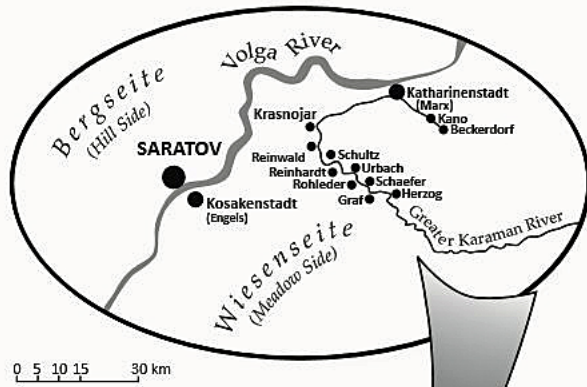 Volga River
Bergseite
(Hill Side)
Katharinenstadt
(Marx)
Kano
Beckerdorf
Krasnojar
SARATOV
Reinwald
Schultz
Urbach
Reinhardt
Schaefer
Rohleder
Herzog
Graf
Kosakenstadt
(Engels)
Greater Karaman River
Wiesenseite
(Meadow Side)
0 5 10 15 30 km